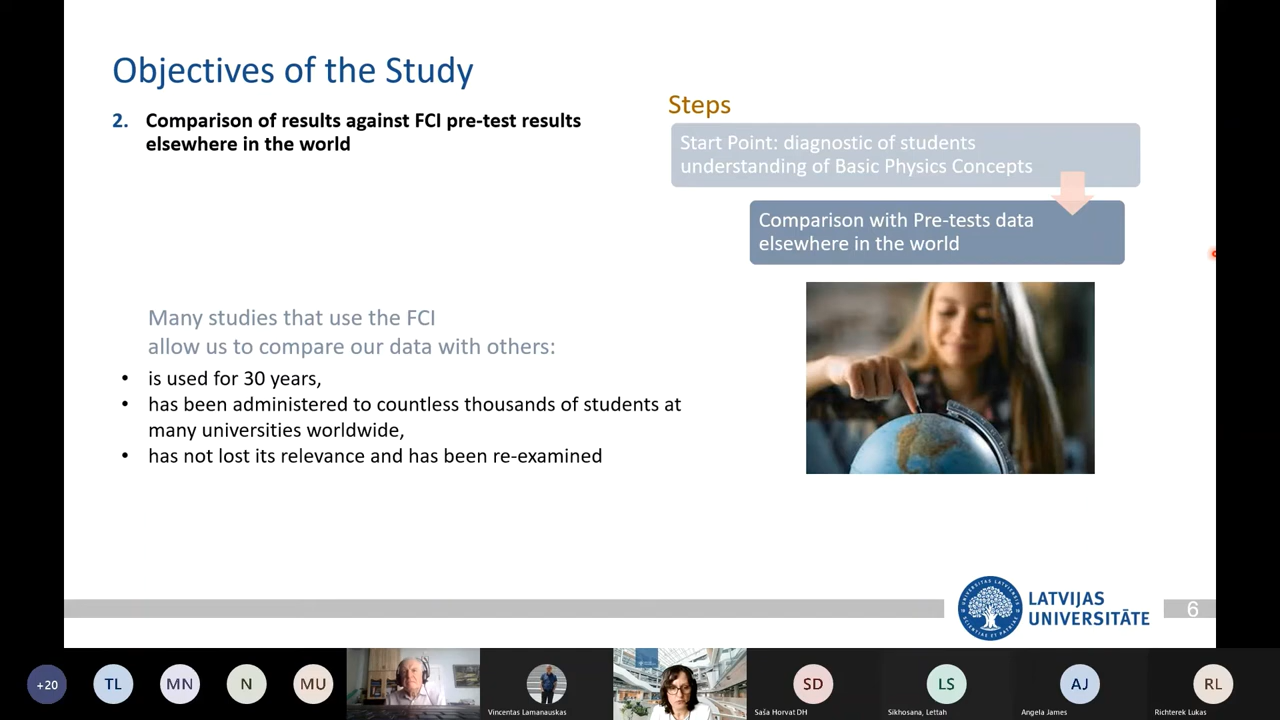 Objectives of the Study
2. Comparison of results against FCI pre-test results
elsewhere in the world
Steps
Start Point: diagnostic of students
understanding of Basic Physics Concepts
Comparison with Pre-tests data
elsewhere in the world
Many studies that use the FCI
allow us to compare our data with others:
• is used for 30 years,
• has been administered to countless thousands of students at
many universities worldwide,
• has not lost its relevance and has been re-examined
LATVIJAS
UNIVERSITĀTE
6
+20
TL
MN
N
MU
Vincentas Lamanauskas
SD
Saša Horvat DH
LS
Sikhosana, Lettah
AJ
Angela James
RL
Richterek Lukas